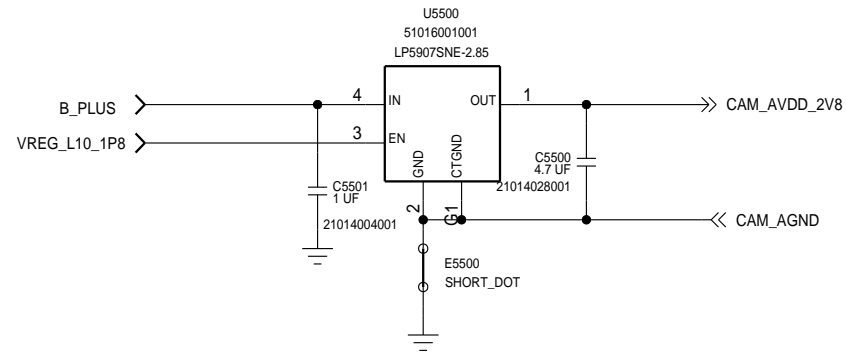 U5500
51016001001
LP5907SNE-2.85
B_PLUS
4
IN
OUT
1
CAM_AVDD_2V8
VREG_L10_1P8
3
EN
GND
CTGND
C5500
4.7 UF
21014028001
C5501
1 UF
21014004001
2
G1
CAM_AGND
E5500
SHORT_DOT